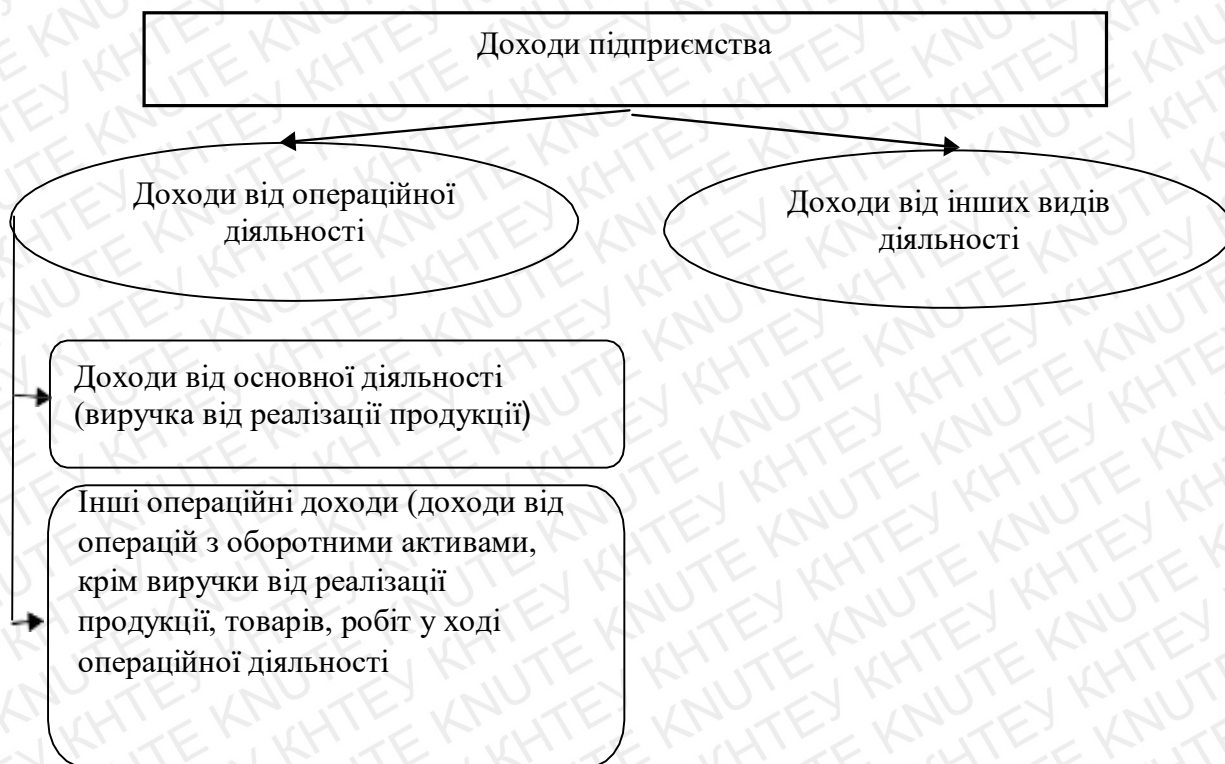 Доходи підприємства
Доходи від операційної
діяльності
Доходи від інших видів
діяльності
Доходи від основної діяльності
(виручка від реалізації продукції)
Інші операційні доходи (доходи від
операцій з оборотними активами,
крім виручки від реалізації
продукції, товарів, робіт у ході
операційної діяльності